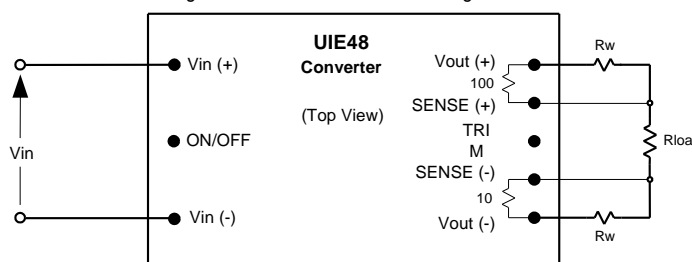 UIE48
Converter
(Top View)
Vin
Vin (+)
ON/OFF
Vin (-)
Vout (+)
100
SENSE (+)
TRI
M
SENSE (-)
10
Vout (-)
Rw
Rloa
Rw